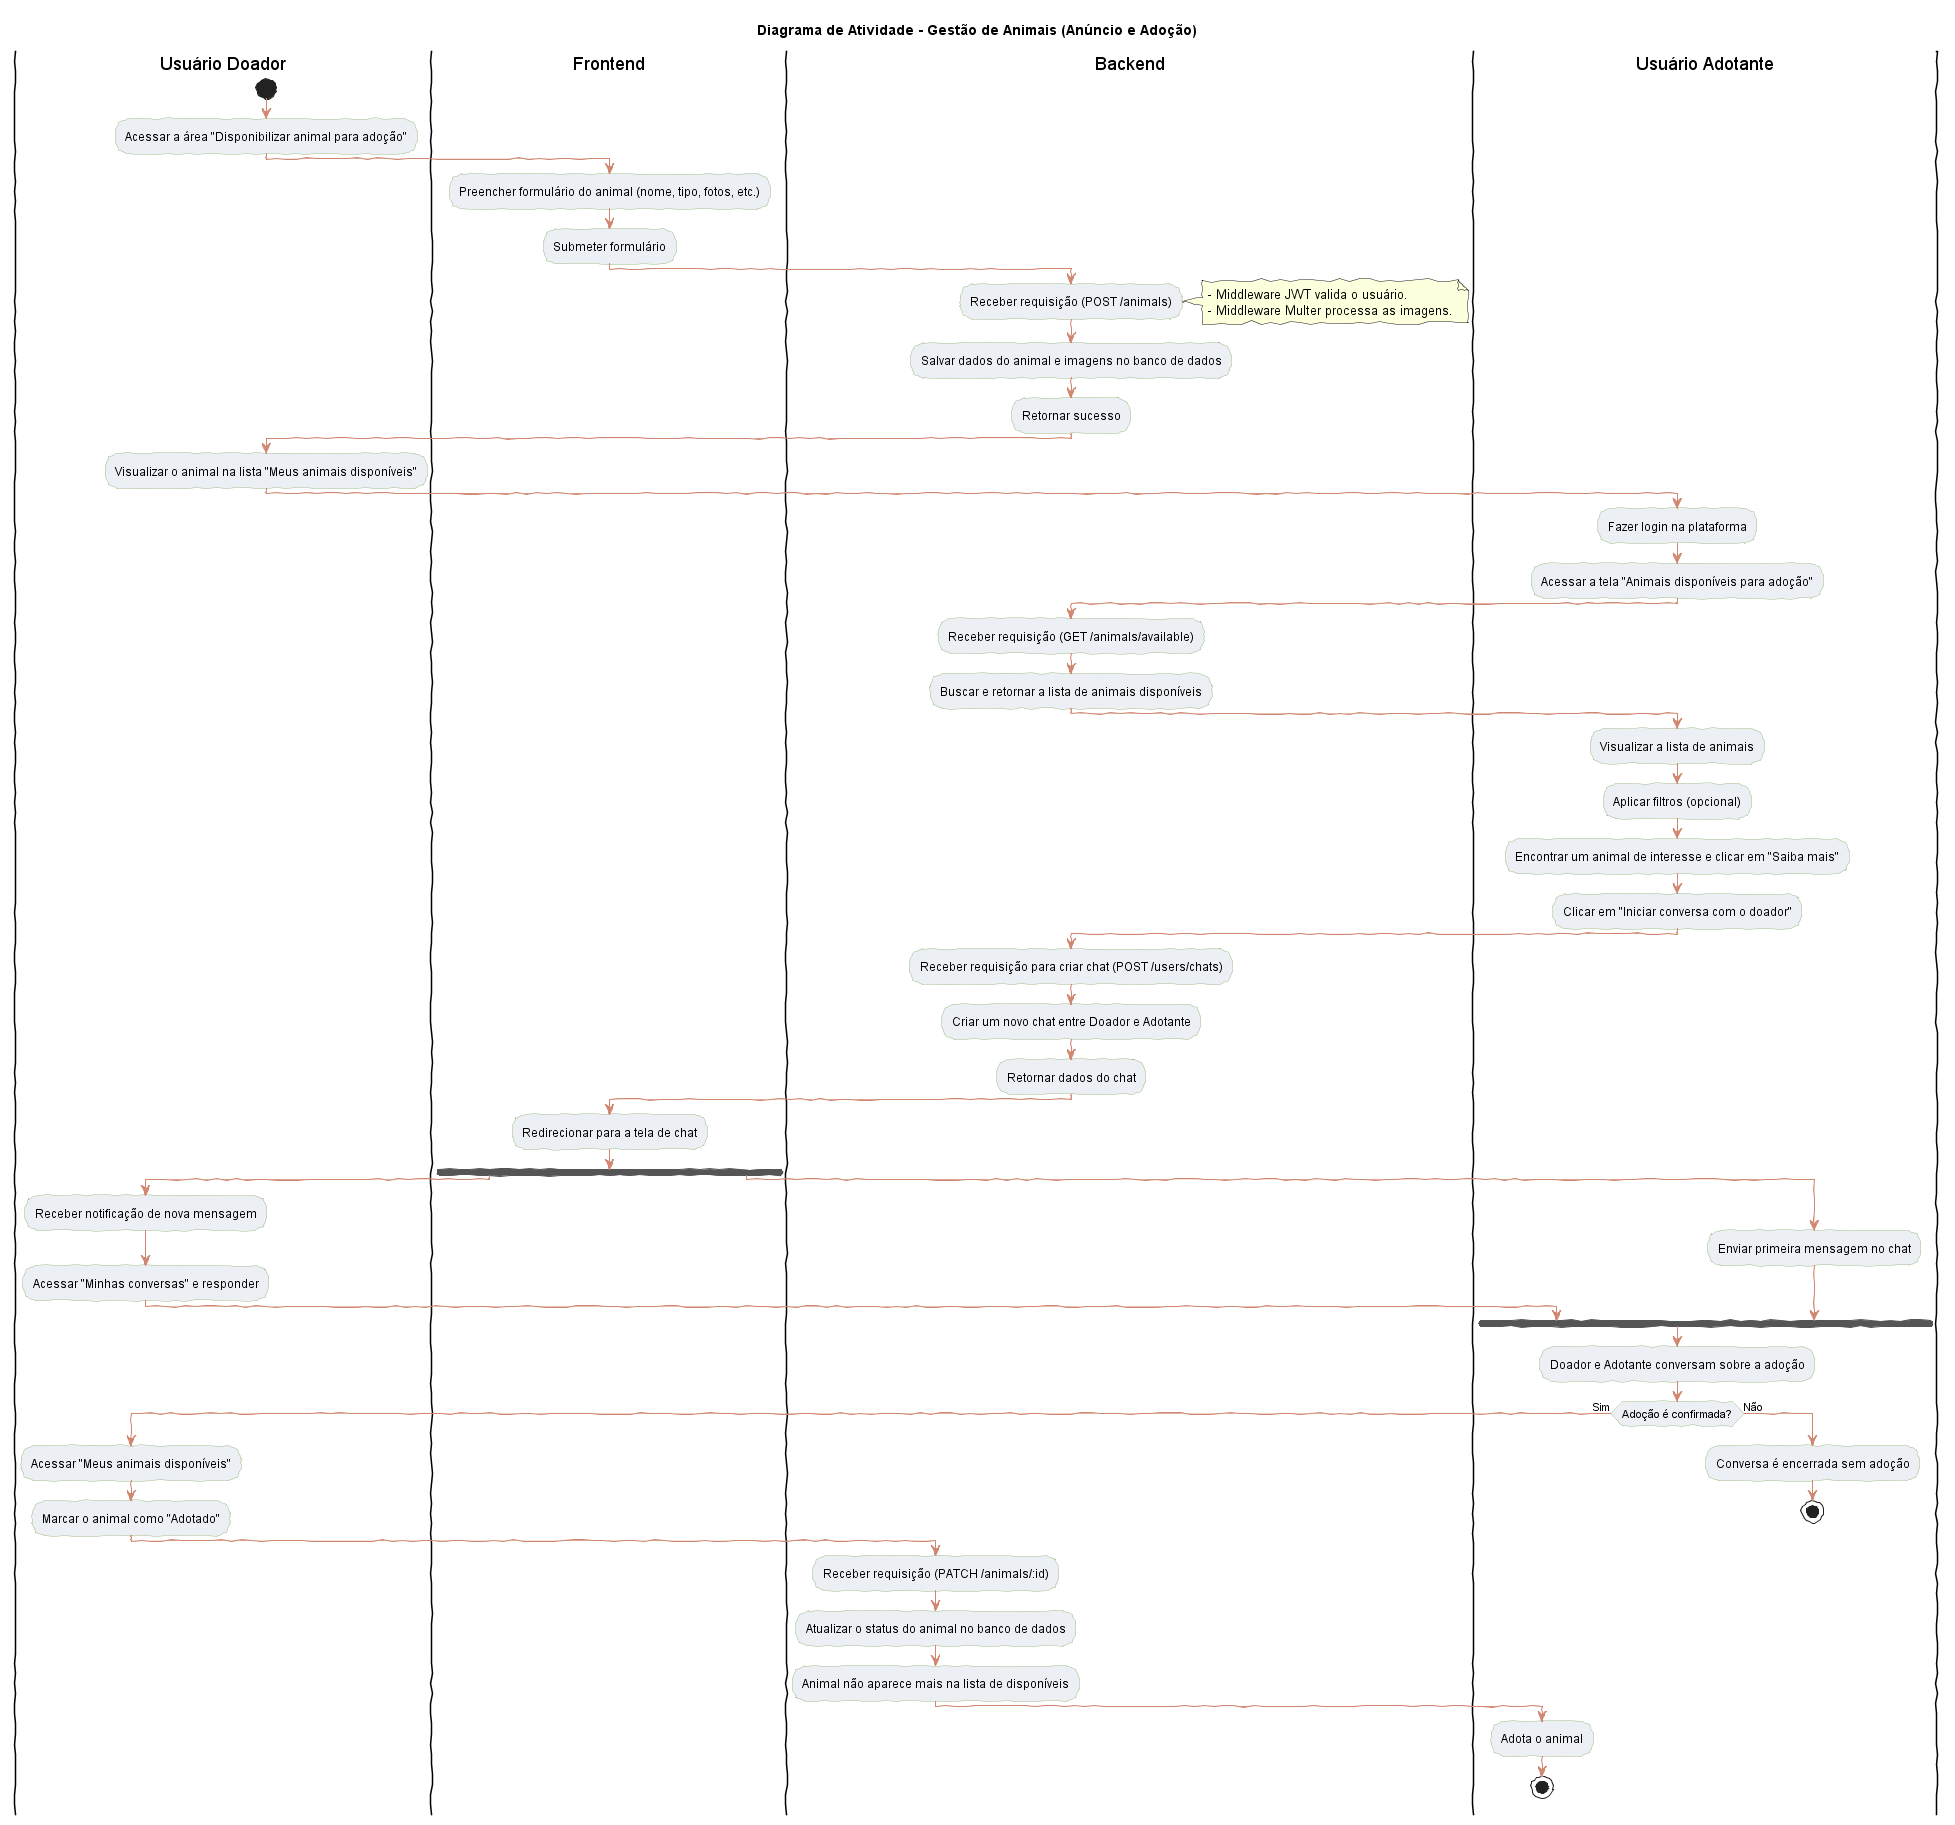 Diagrama de Atividade - Gestão de Animais (Anúncio e Adoção)
Usuário Doador
Frontend
Backend
Usuário Adotante
Acessar a área "Disponibilizar animal para adoção"
Preencher formulário do animal (nome, tipo, fotos, etc.)
Submeter formulário
Receber requisição (POST /animals)
- Middleware JWT valida o usuário.
- Middleware Multer processa as imagens.
Salvar dados do animal e imagens no banco de dados
Retornar sucesso
Visualizar o animal na lista "Meus animais disponíveis"
Fazer login na plataforma
Acessar a tela "Animais disponíveis para adoção"
Receber requisição (GET /animals/available)
Buscar e retornar a lista de animais disponíveis
Visualizar a lista de animais
Aplicar filtros (opcional)
Encontrar um animal de interesse e clicar em "Saiba mais"
Clicar em "Iniciar conversa com o doador"
Receber requisição para criar chat (POST /users/chats)
Criar um novo chat entre Doador e Adotante
Retornar dados do chat
Redirecionar para a tela de chat
Receber notificação de nova mensagem
Enviar primeira mensagem no chat
Acessar "Minhas conversas" e responder
Doador e Adotante conversam sobre a adoção
Sim
Adoção é confirmada?
Não
Acessar "Meus animais disponíveis"
Conversa é encerrada sem adoção
Marcar o animal como "Adotado"
Receber requisição (PATCH /animals/:id)
Atualizar o status do animal no banco de dados
Animal não aparece mais na lista de disponíveis
Adota o animal